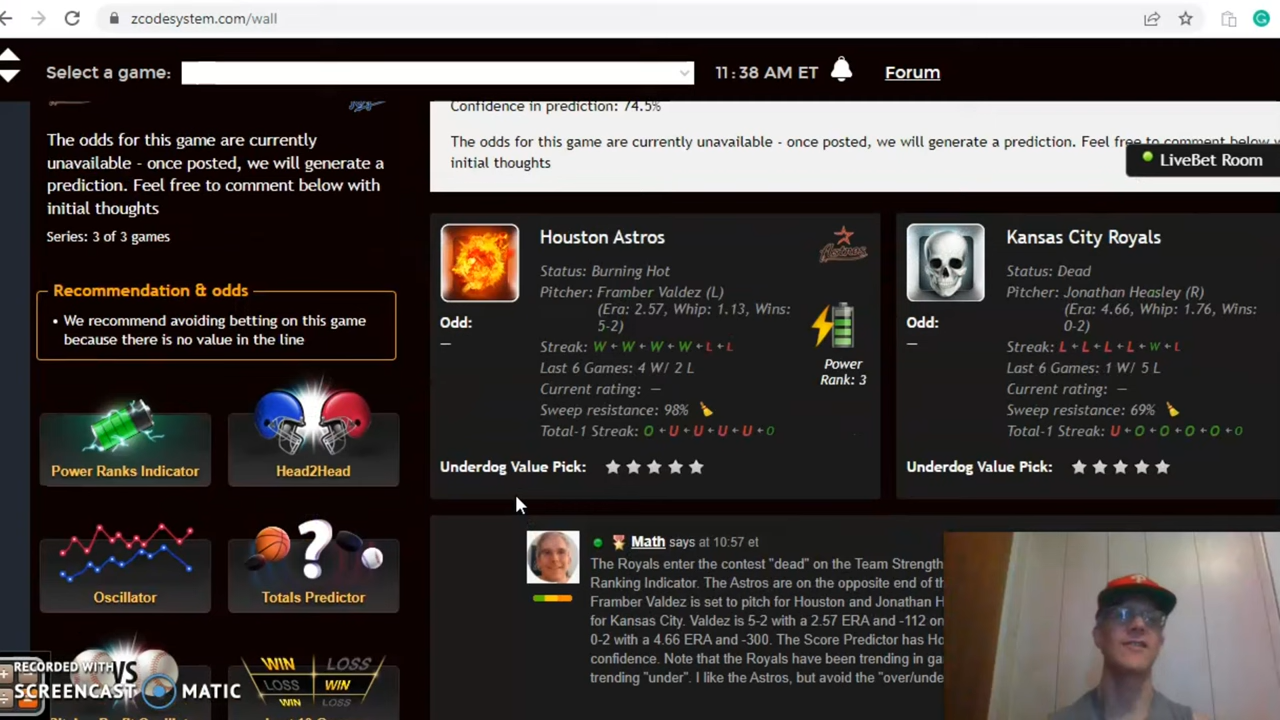 zcodesystem.com/wall
Select a game:
11:38 AM ET
Forum
The odds for this game are currently
unavailable - once posted, we will generate a
prediction. Feel free to comment below with
initial thoughts
Series: 3 of 3 games
Recommendation & odds
• We recommend avoiding betting on this game
because there is no value in the line
Power Ranks Indicator
Head2Head
Oscillator
Totals Predictor
VS
WIN LOSS
LOSS WIN
WIN LOSS
RECORDED WITH
SCREENCAST MATIC
Confidence in prediction: 74.5%
The odds for this game are currently unavailable - once posted, we will generate a prediction. Feel free to comment below
initial thoughts
LiveBet Room
Houston Astros
Astros
Status: Burning Hot
Pitcher: Framber Valdez (L)
(Era: 2.57, Whip: 1.13, Wins:
5-2)
Odd:
—
Streak: W W W W L L
Last 6 Games: 4 W/ 2 L
Current rating: —
Sweep resistance: 98%
Total-1 Streak: O U U U U O
Power
Rank: 3
Underdog Value Pick:
Kansas City Royals
Status: Dead
Pitcher: Jonathan Heasley (R)
(Era: 4.66, Whip: 1.76, Wins:
0-2)
Odd:
—
Streak: L L L L W L
Last 6 Games: 1 W/ 5 L
Current rating: —
Sweep resistance: 69%
Total-1 Streak: U O O O O O
Underdog Value Pick:
Math says at 10:57 et
The Royals enter the contest "dead" on the Team Strength
Ranking Indicator. The Astros are on the opposite end of th
Framber Valdez is set to pitch for Houston and Jonathan H
for Kansas City. Valdez is 5-2 with a 2.57 ERA and -112 on
0-2 with a 4.66 ERA and -300. The Score Predictor has Ho
confidence. Note that the Royals have been trending in ga
trending "under". I like the Astros, but avoid the "over/unde